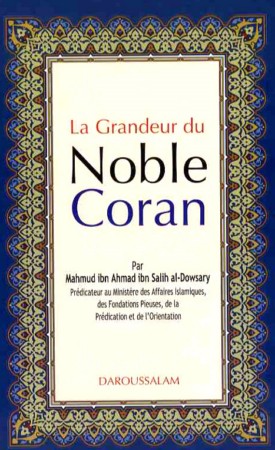 La Grandeur du
Noble
Coran
Par
Mahmud ibn Ahmad ibn Salih al-Dowsary
Prédicateur au Ministère des Affaires Islamiques,
des Fondations Pieuses, de la
Prédication et de l'Orientation
DAROUSSALAM